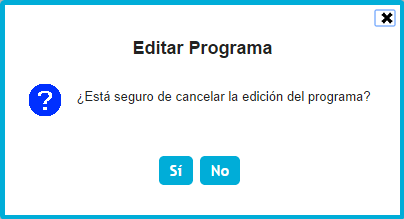 Editar Programa
¿Está seguro de cancelar la edición del programa?
Sí No